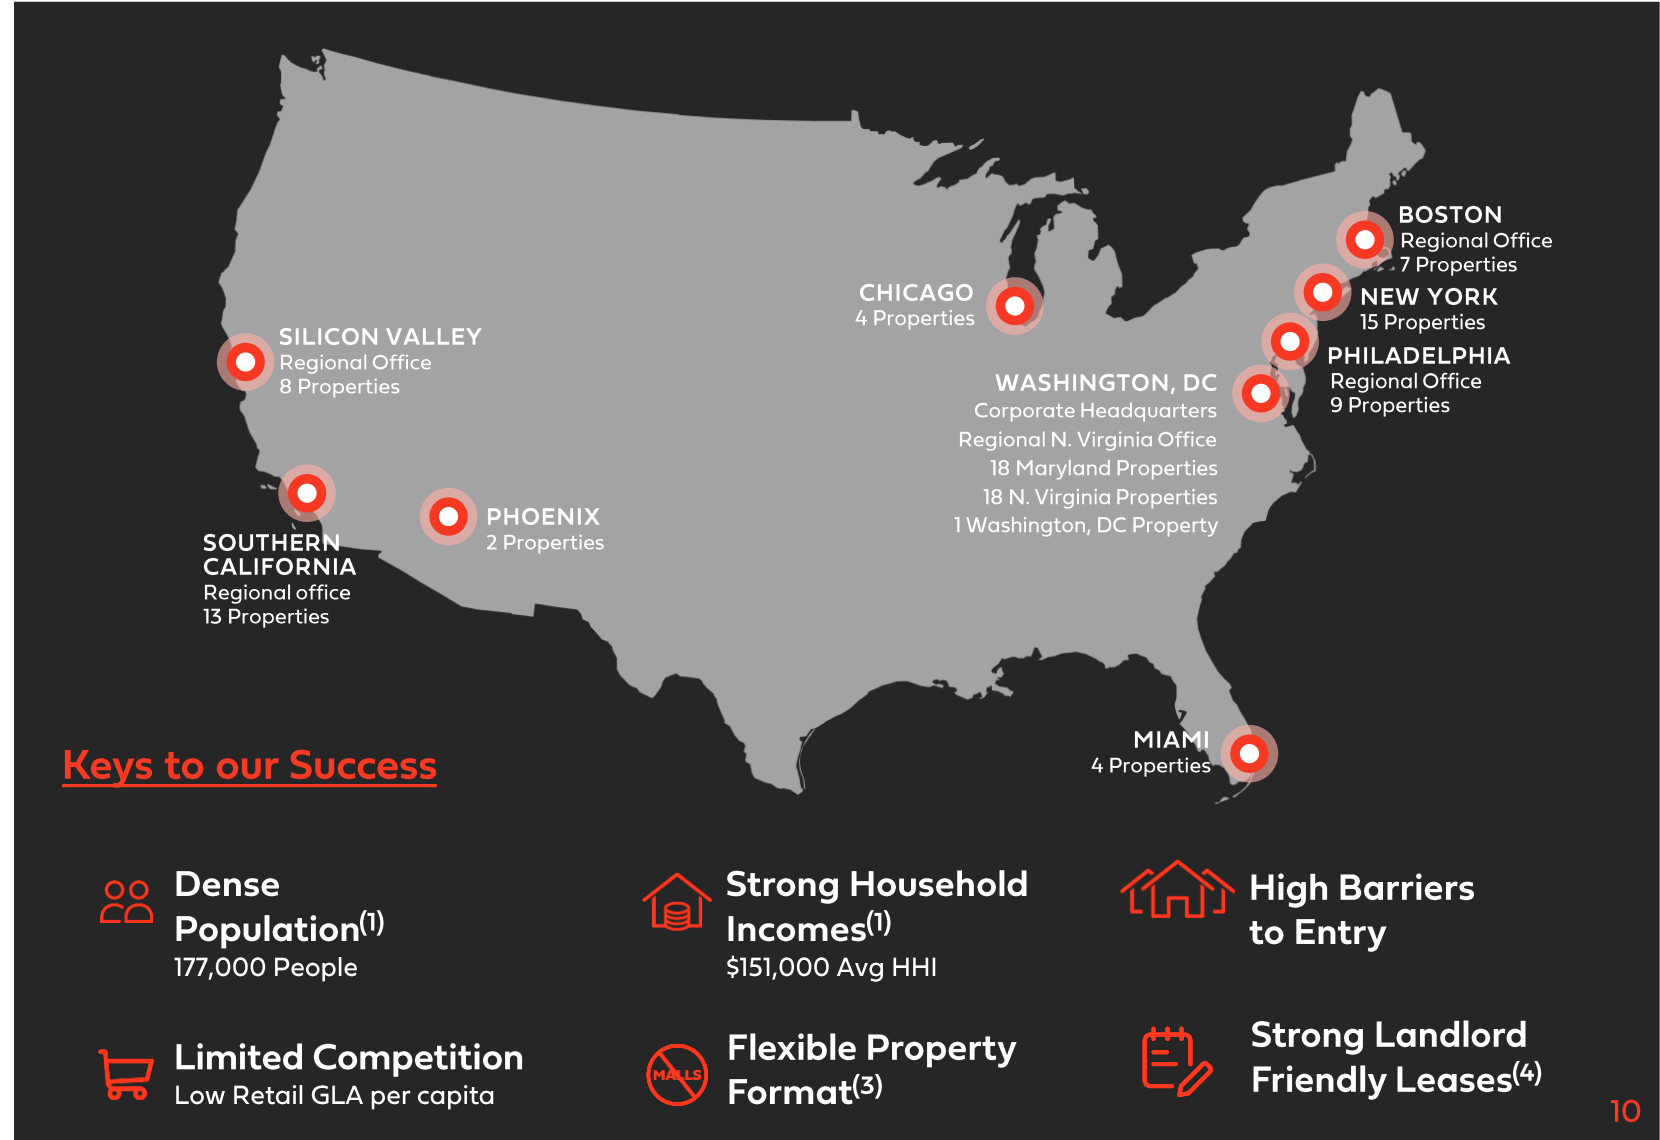 BOSTON
Regional Office
7 Properties
CHICAGO
4 Properties
NEW YORK
15 Properties
SILICON VALLEY
Regional Office
8 Properties
PHILADELPHIA
Regional Office
9 Properties
WASHINGTON, DC
Corporate Headquarters
Regional N. Virginia Office
18 Maryland Properties
18 N. Virginia Properties
1 Washington, DC Property
PHOENIX
2 Properties
SOUTHERN
CALIFORNIA
Regional office
13 Properties
MIAMI
4 Properties
Keys to our Success
Dense
Population(1)
177,000 People
Strong Household
Incomes(1)
$151,000 Avg HHI
High Barriers
to Entry
Limited Competition
Low Retail GLA per capita
MALLS
Flexible Property
Format(3)
Strong Landlord
Friendly Leases(4)
10